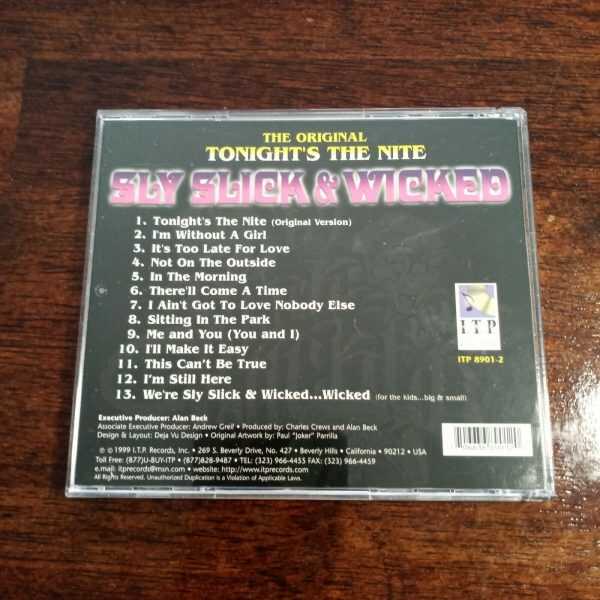 THE ORIGINAL
TONIGHT'S THE NITE
SLY SLICK & WICKED
1. Tonight's The Nite (Original Version)
2. I'm Without A Girl
3. It's Too Late For Love
4. Not On The Outside
5. In The Morning
6. There'll Come A Time
7. I Ain't Got To Love Nobody Else
8. Sitting In The Park
9. Me and You (You and I)
10. I'll Make It Easy
11. This Can't Be True
12. I'm Still Here
13. We're Sly Slick & Wicked...Wicked (for the kids...big & small)
ITP
ITP 8901-2
Executive Producer: Alan Beck
Associate Executive Producer: Andrew Greif • Produced by: Charles Crews and Alan Beck
Design & Layout: Deja Vu Design • Original Artwork by: Paul "Joker" Parrilla
℗ © 1999 I.T.P. Records, Inc. • 269 S. Beverly Drive, No. 427 • Beverly Hills • California • 90212 • USA
Toll Free: (877)U-BUY-ITP • (877)828-9487 • TEL: (323) 966-4455 FAX: (323) 966-4459
e.mail: itprecords@msn.com • website: http://www.itprecords.com
All Rights Reserved. Unauthorized Duplication is a Violation of Applicable Laws.